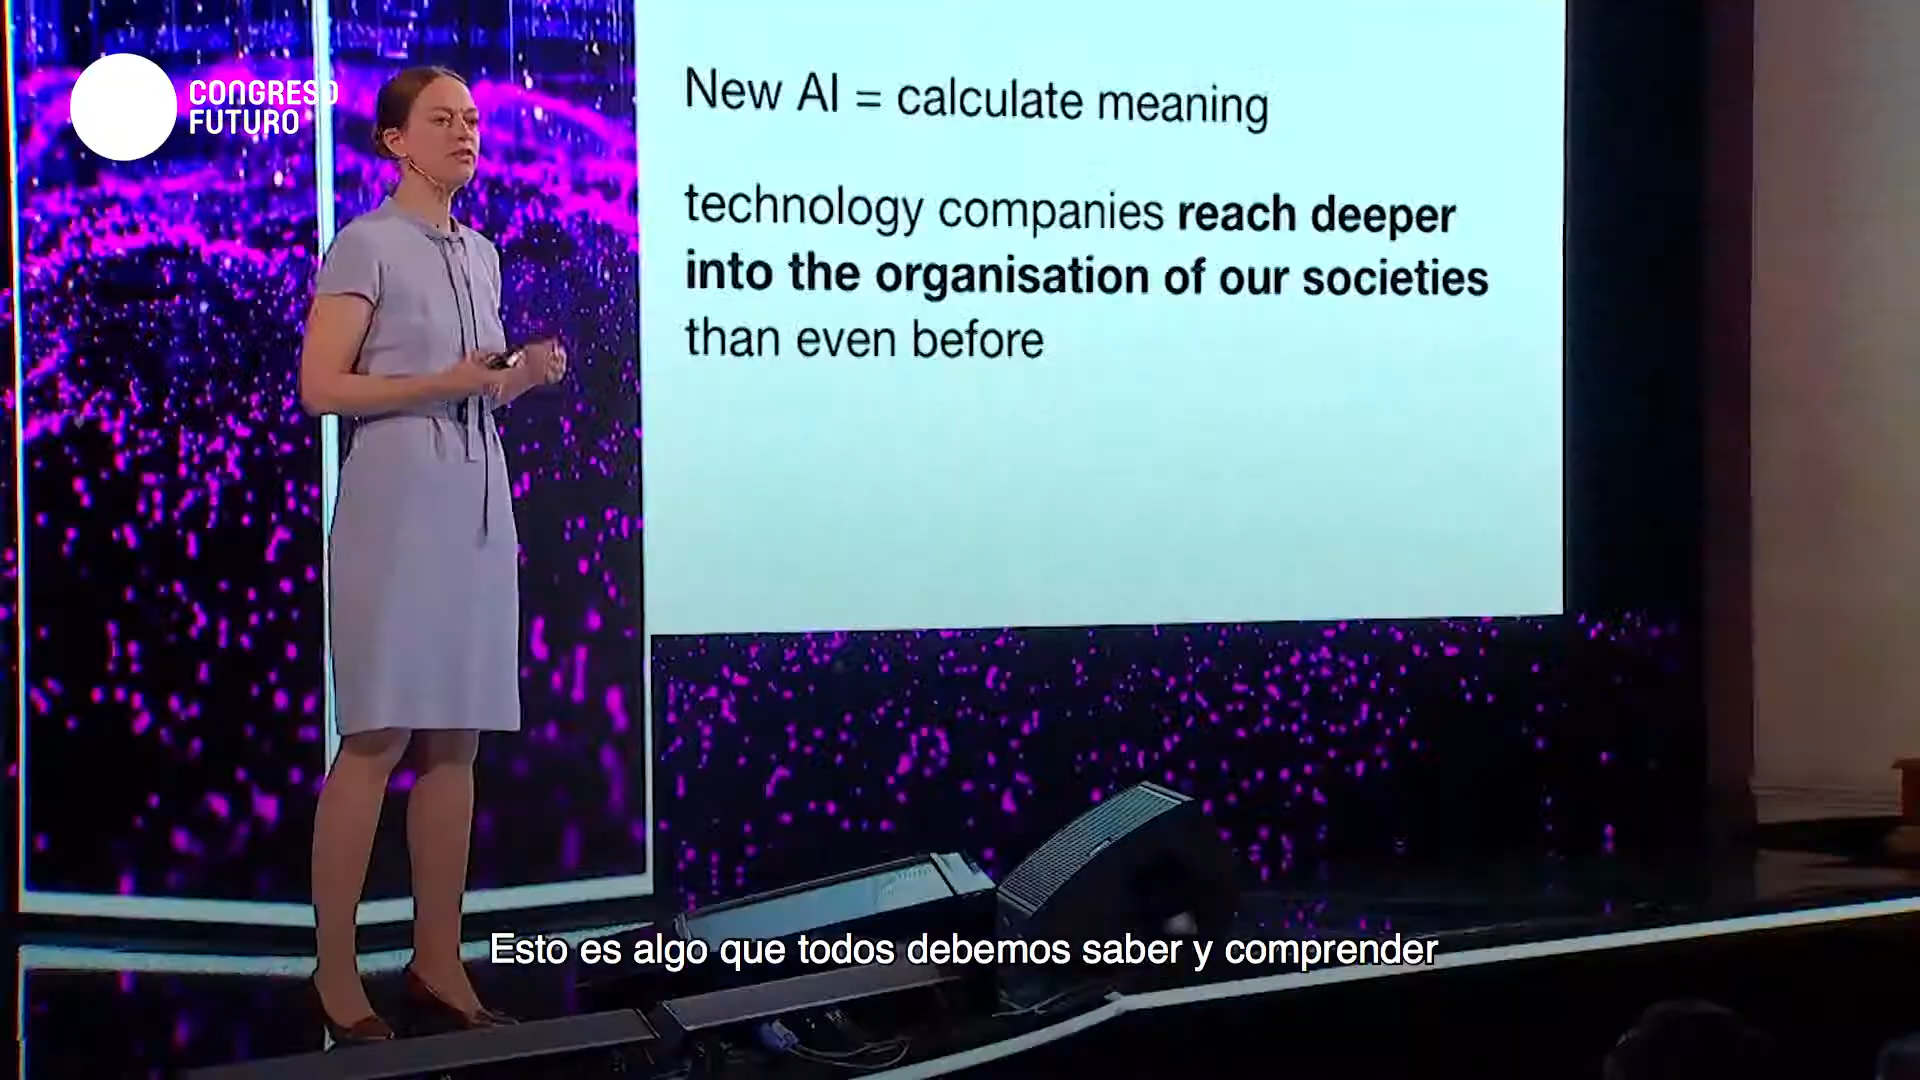 CONGRESO
FUTURO
New AI = calculate meaning
technology companies reach deeper
into the organisation of our societies
than even before
Esto es algo que todos debemos saber y comprender